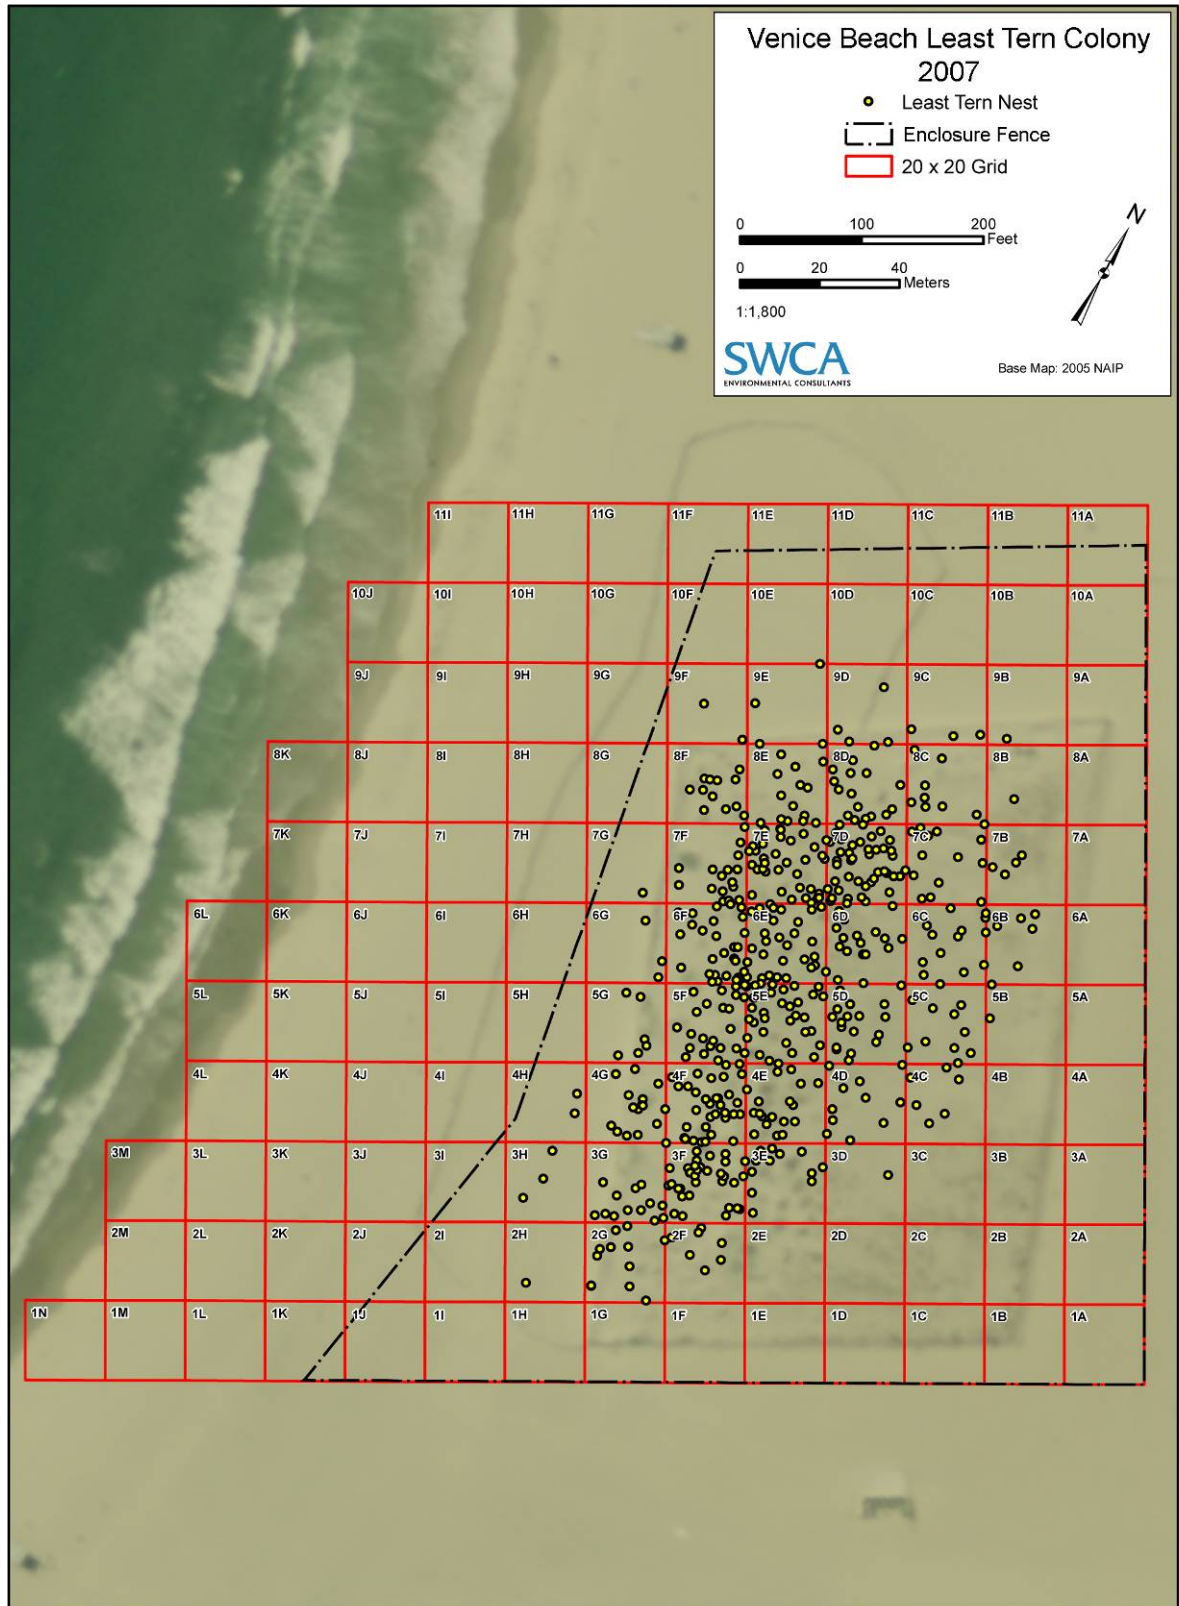 Venice Beach Least Tern Colony
2007
Least Tern Nest
Enclosure Fence
20 x 20 Grid
N
0 100 200
Feet
0 20 40
Meters
1:1,800
SWCA
ENVIRONMENTAL CONSULTANTS
Base Map: 2005 NAIP
11I 11H 11G 11F 11E 11D 11C 11B 11A
10J 10I 10H 10G 10F 10E 10D 10C 10B 10A
9J 9I 9H 9G 9F 9E 9D 9C 9B 9A
8K 8J 8I 8H 8G 8F 8E 8D 8C 8B 8A
7K 7J 7I 7H 7G 7F 7E 7D 7C 7B 7A
6L 6K 6J 6I 6H 6G 6F 6E 6D 6C 6B 6A
5L 5K 5J 5I 5H 5G 5F 5E 5D 5C 5B 5A
4L 4K 4J 4I 4H 4G 4F 4E 4D 4C 4B 4A
3M 3L 3K 3J 3I 3H 3G 3F 3E 3D 3C 3B 3A
2M 2L 2K 2J 2I 2H 2G 2F 2E 2D 2C 2B 2A
1N 1M 1L 1K 1J 1I 1H 1G 1F 1E 1D 1C 1B 1A